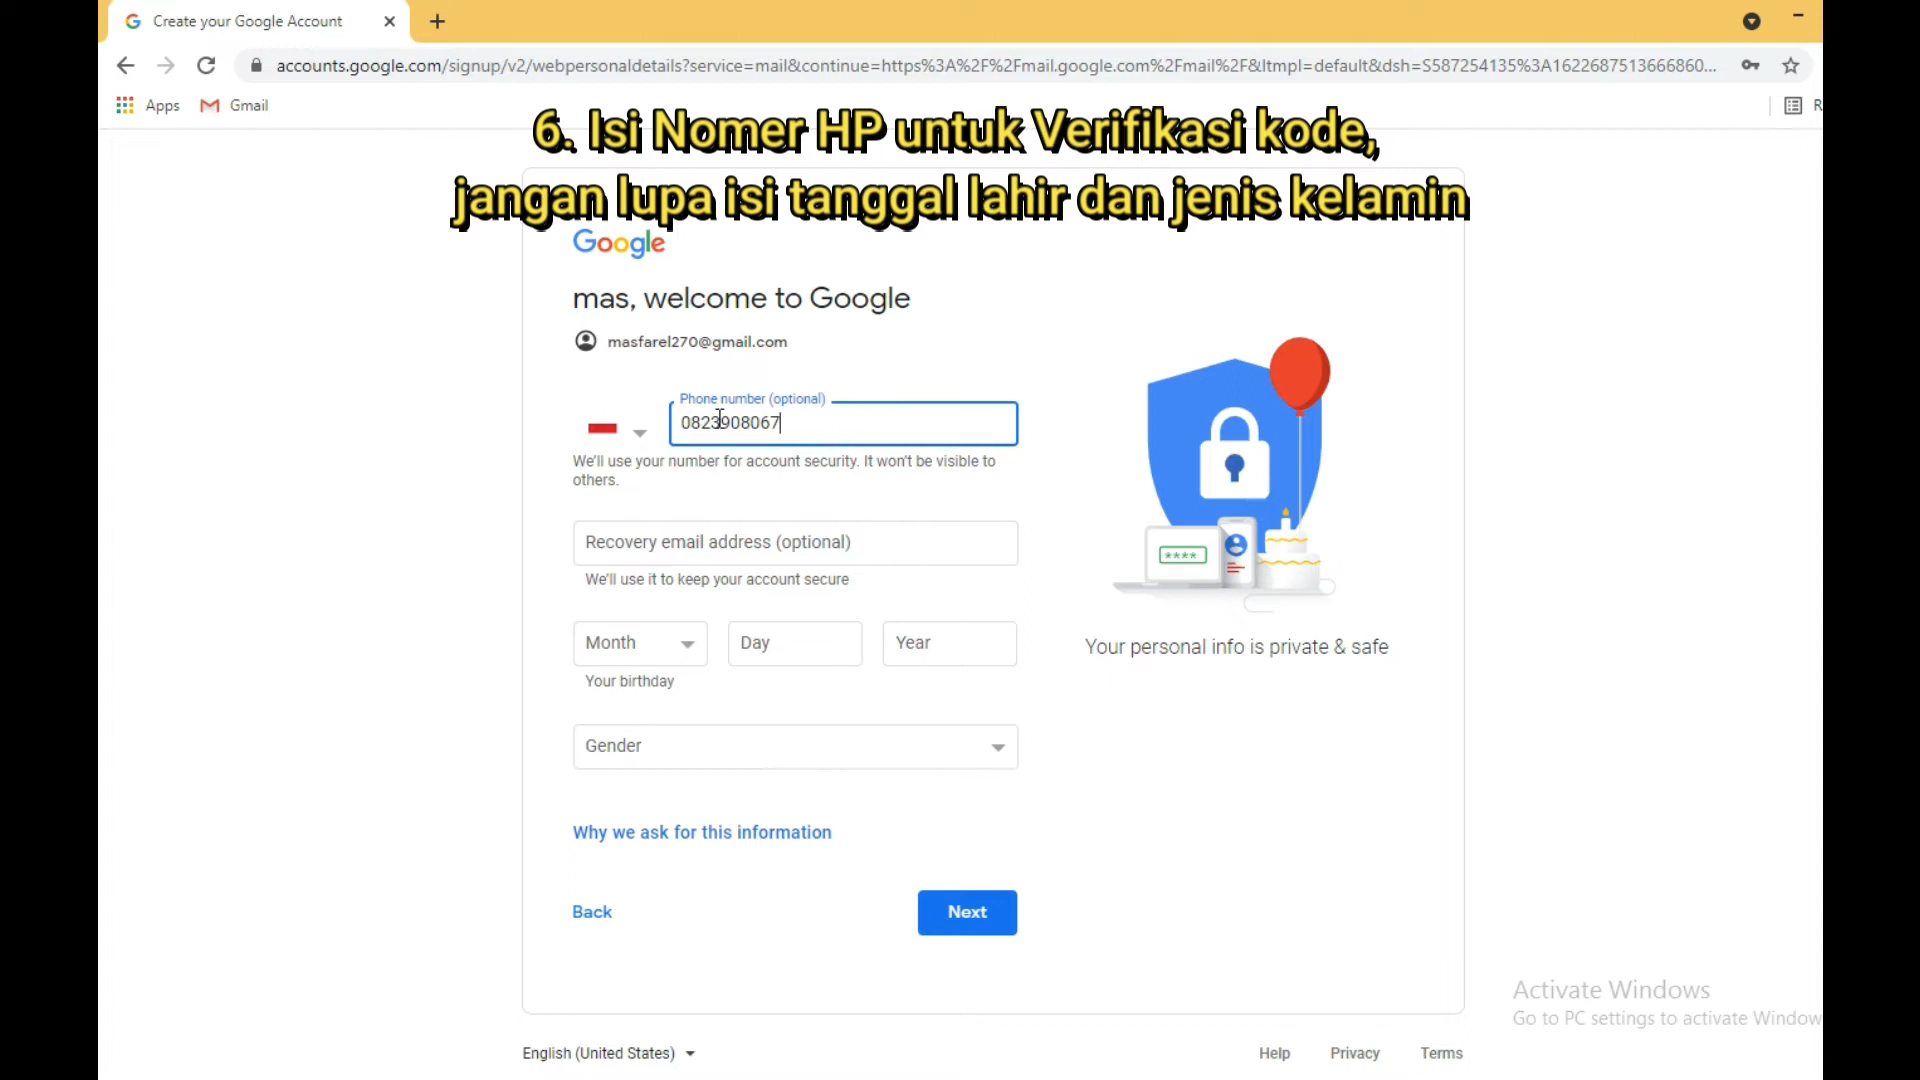 Create your Google Account
accounts.google.com/signup/v2/webpersonaldetails?service=mail&continue=https%3A%2F%2Fmail.google.com%2Fmail%2F&ltmpl=default&dsh=S587254135%3A1622687513666860...
Apps
Gmail
R
6. Isi Nomer HP untuk Verifikasi kode,
jangan lupa isi tanggal lahir dan jenis kelamin
Google
mas, welcome to Google
masfarel270@gmail.com
Phone number (optional)
0823908067
We'll use your number for account security. It won't be visible to
others.
Recovery email address (optional)
We'll use it to keep your account secure
Month
Day
Year
Your birthday
Gender
****
Your personal info is private & safe
Why we ask for this information
Back
Next
Activate Windows
Go to PC settings to activate Window
English (United States)
Help
Privacy
Terms